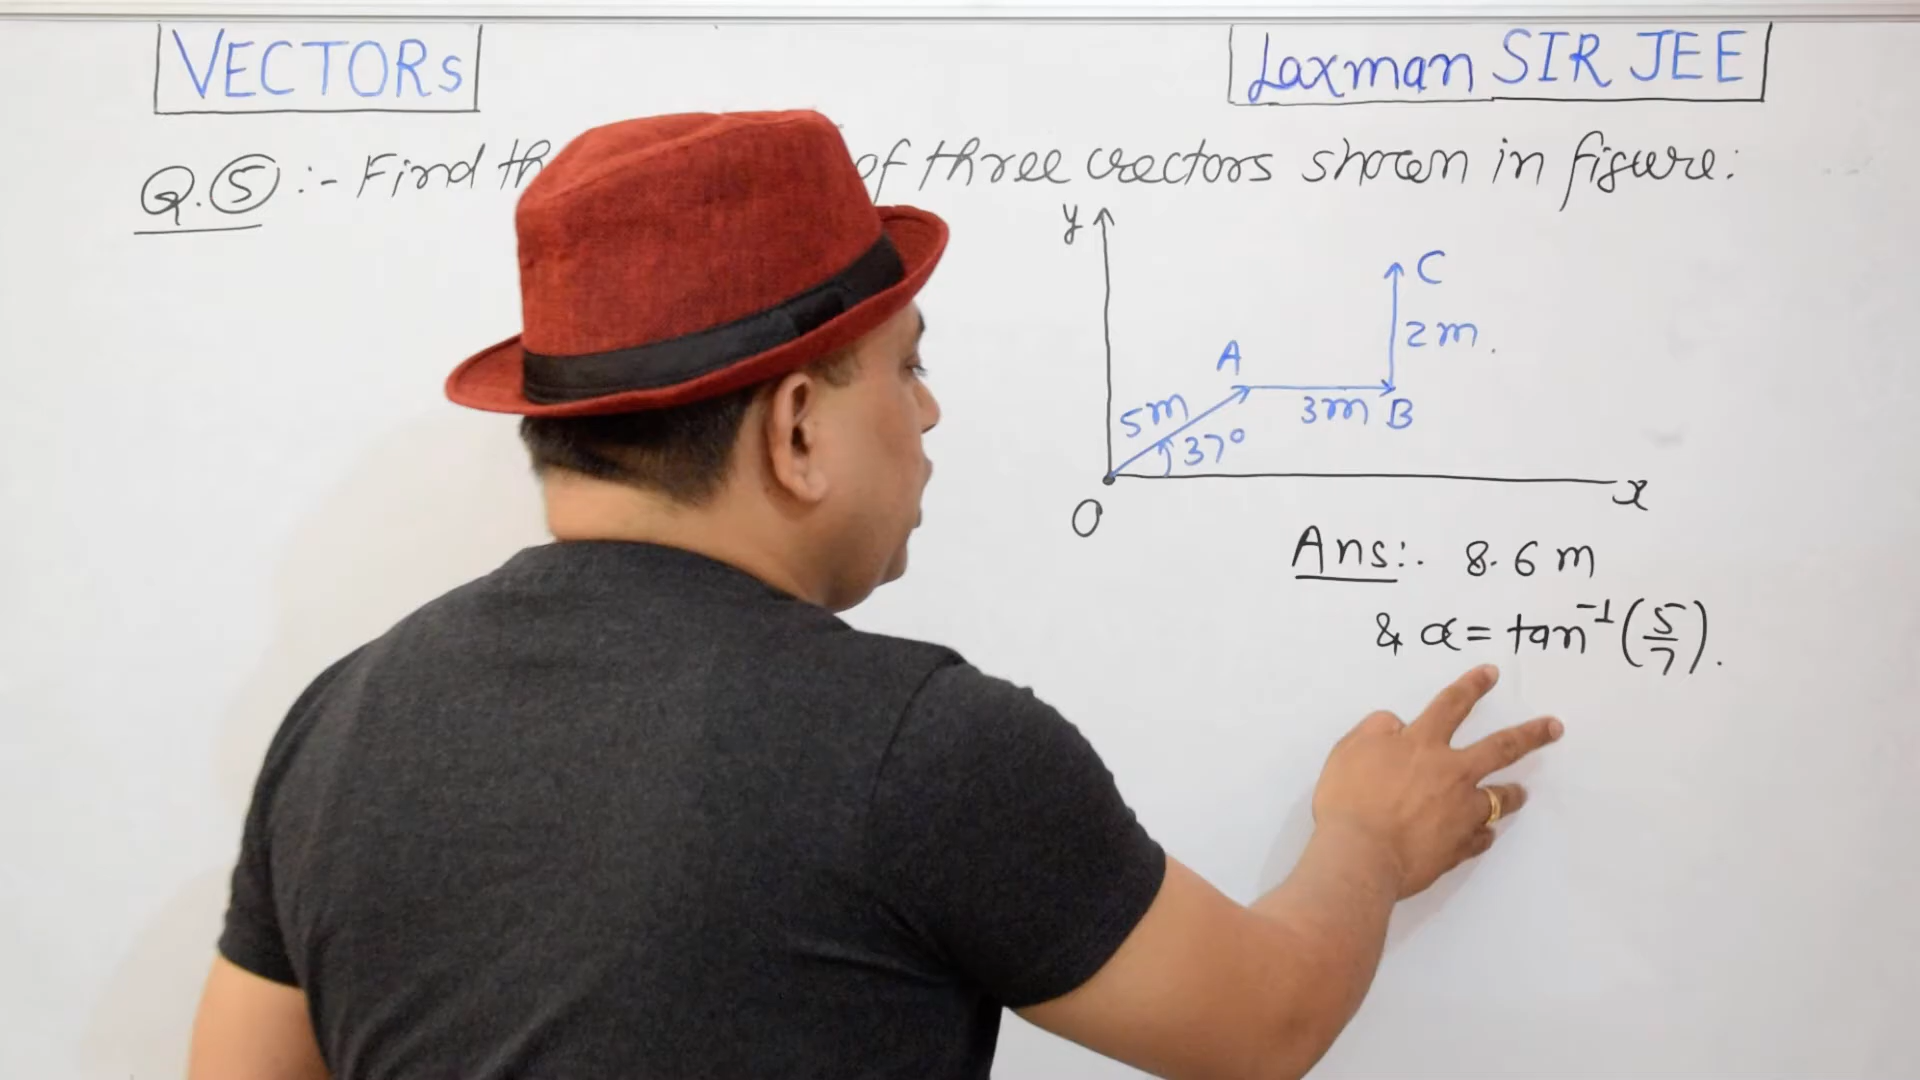 VECTORs
Laxman SIR JEE
Q.5 :- Find of three vectors shown in figure:
y
C
2m.
A
5m
3m B
37°
x
O
Ans:. 8.6 m
& α = tan⁻¹(5/7).